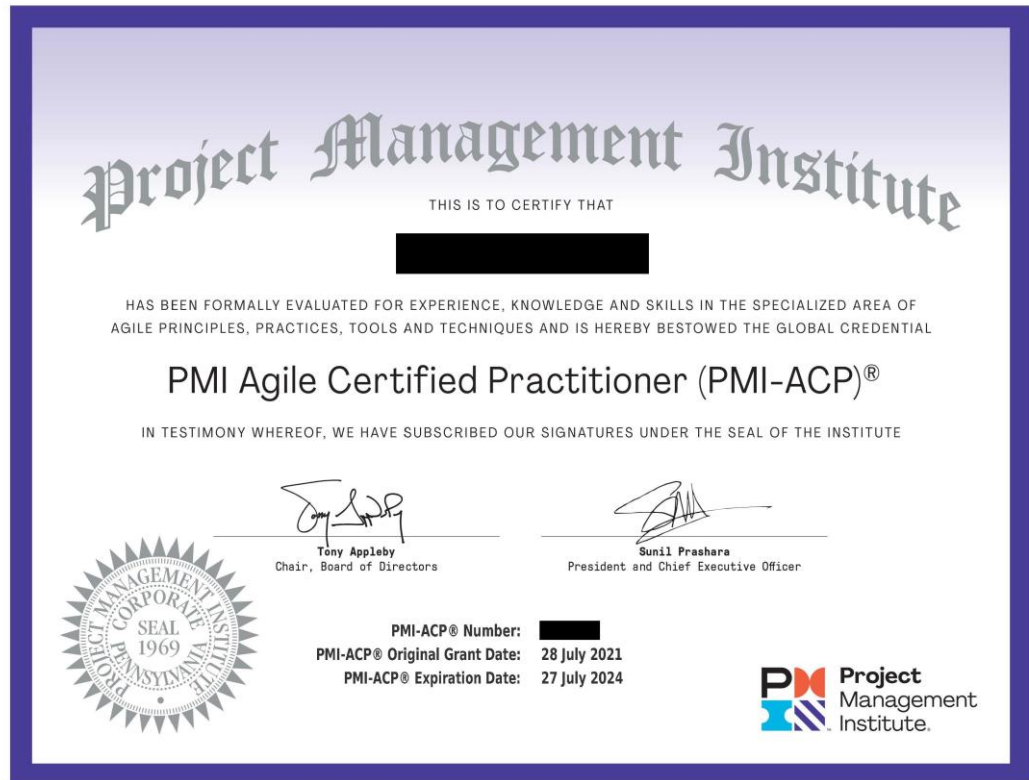 Project Management Institute
THIS IS TO CERTIFY THAT
HAS BEEN FORMALLY EVALUATED FOR EXPERIENCE, KNOWLEDGE AND SKILLS IN THE SPECIALIZED AREA OF
AGILE PRINCIPLES, PRACTICES, TOOLS AND TECHNIQUES AND IS HEREBY BESTOWED THE GLOBAL CREDENTIAL
PMI Agile Certified Practitioner (PMI-ACP)®
IN TESTIMONY WHEREOF, WE HAVE SUBSCRIBED OUR SIGNATURES UNDER THE SEAL OF THE INSTITUTE
Tony Appleby
Chair, Board of Directors
Sunil Prashara
President and Chief Executive Officer
PROJECT MANAGEMENT INSTITUTE
CORPORATE
SEAL
1969
PENNSYLVANIA
PMI-ACP® Number:
PMI-ACP® Original Grant Date: 28 July 2021
PMI-ACP® Expiration Date: 27 July 2024
Project
Management
Institute.